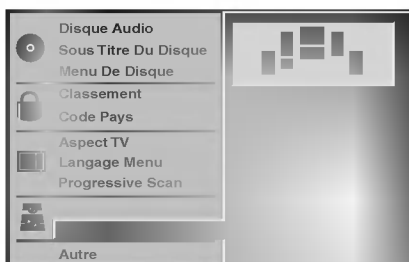 Disque Audio
Sous Titre Du Disque
Menu De Disque
Classement
Code Pays
Aspect TV
Langage Menu
Progressive Scan
Autre